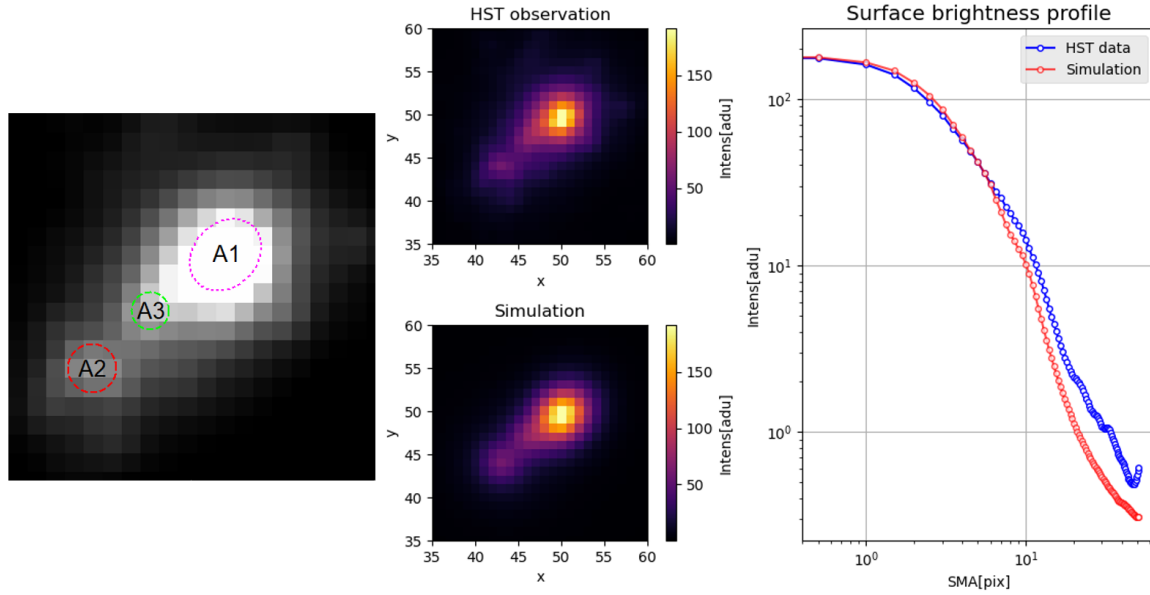 A1
A3
A2
HST observation
60
55
50
45
40
35
y
35 40 45 50 55 60
x
150
100
50
Intens[adu]
Simulation
60
55
50
45
40
35
y
35 40 45 50 55 60
x
150
100
50
Intens[adu]
Surface brightness profile
HST data
Simulation
10²
10¹
10⁰
Intens[adu]
10⁰ 10¹
SMA[pix]